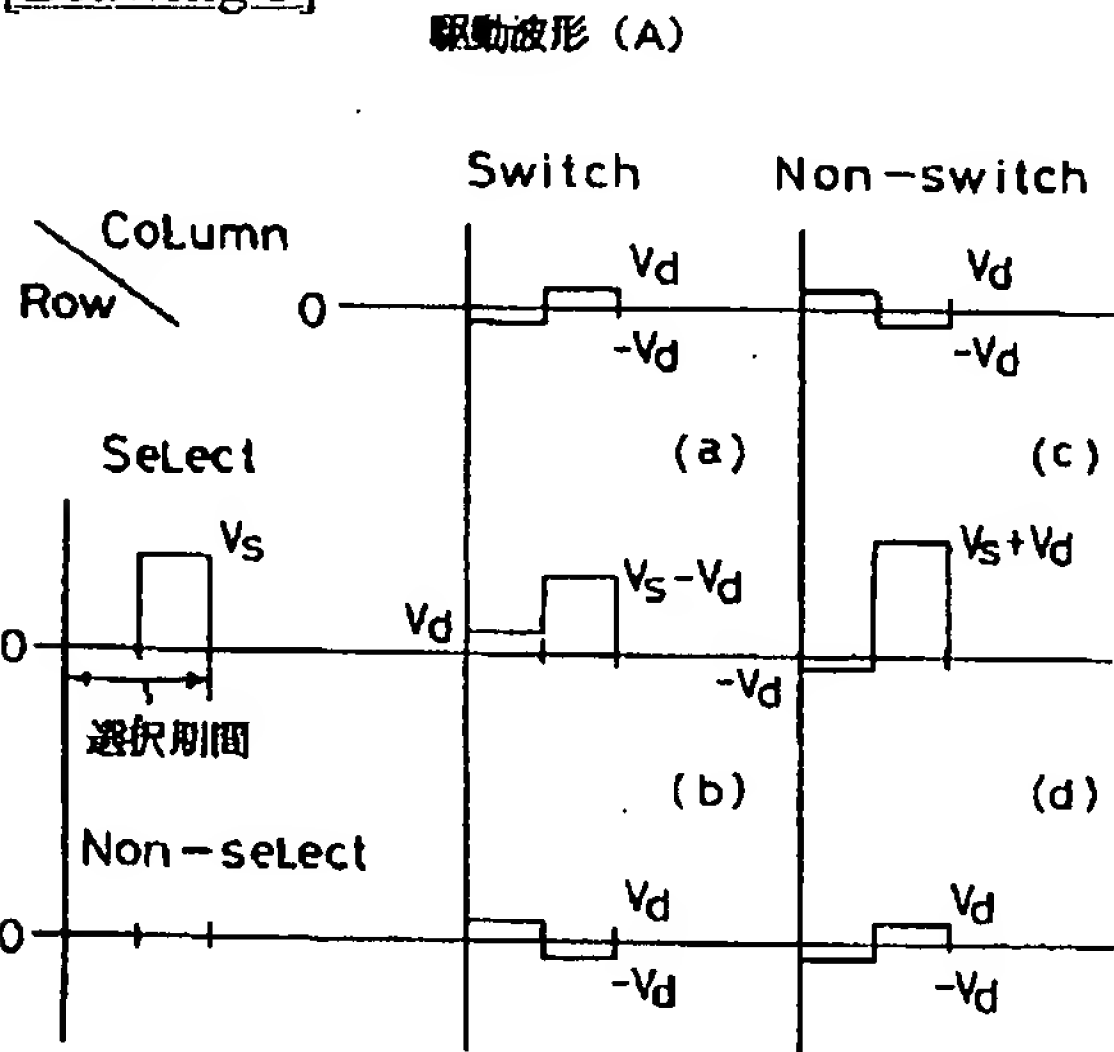 駆動波形 (A)
Switch
Non-switch
Column
Row
0
Vd
-Vd
Vd
-Vd
Select
(a)
(c)
Vs
Vd
Vs-Vd
Vs+Vd
0
-Vd
選択期間
(b)
(d)
Non-select
0
Vd
-Vd
Vd
-Vd